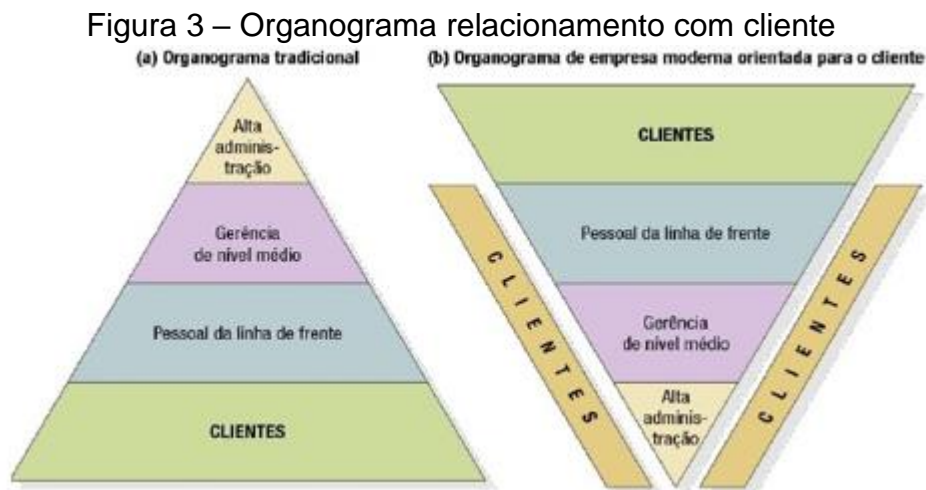 Figura 3 – Organograma relacionamento com cliente
(a) Organograma tradicional
(b) Organograma de empresa moderna orientada para o cliente
Alta
adminis-
tração
Gerência
de nível médio
Pessoal da linha de frente
CLIENTES
CLIENTES
Pessoal da linha de frente
Gerência
de nível médio
Alta
adminis-
tração
CLIENTES
CLIENTES